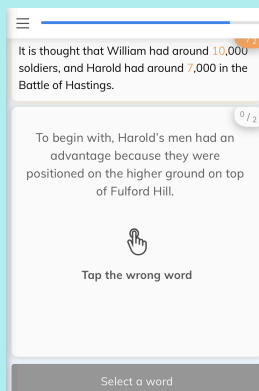 It is thought that William had around 10,000
soldiers, and Harold had around 7,000 in the
Battle of Hastings.
0 / 2
To begin with, Harold's men had an
advantage because they were
positioned on the higher ground on top
of Fulford Hill.
Tap the wrong word
Select a word